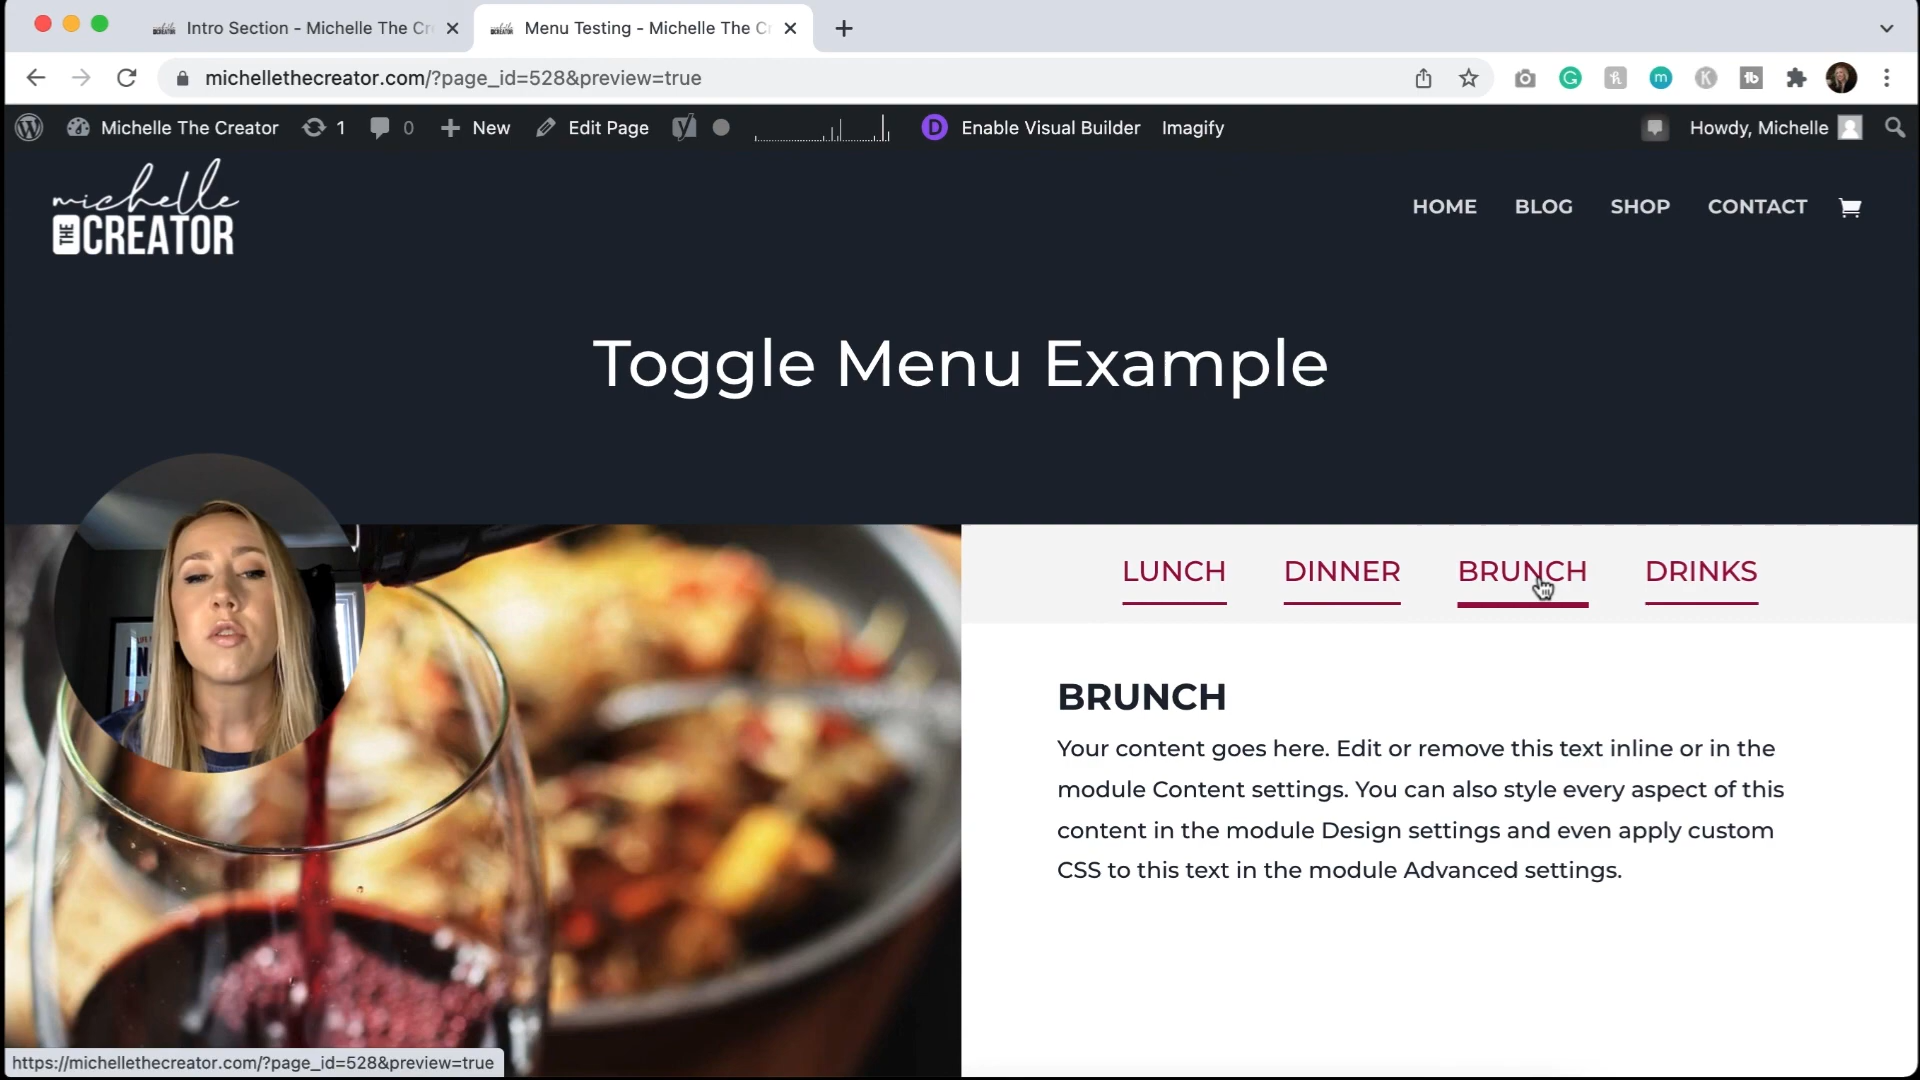 Intro Section - Michelle The Cr
Menu Testing - Michelle The C
michellethecreator.com/?page_id=528&preview=true
Michelle The Creator
1
0
New
Edit Page
Enable Visual Builder
Imagify
Howdy, Michelle
michelle
THE CREATOR
HOME
BLOG
SHOP
CONTACT
Toggle Menu Example
LUNCH
DINNER
BRUNCH
DRINKS
BRUNCH
Your content goes here. Edit or remove this text inline or in the
module Content settings. You can also style every aspect of this
content in the module Design settings and even apply custom
CSS to this text in the module Advanced settings.
https://michellethecreator.com/?page_id=528&preview=true